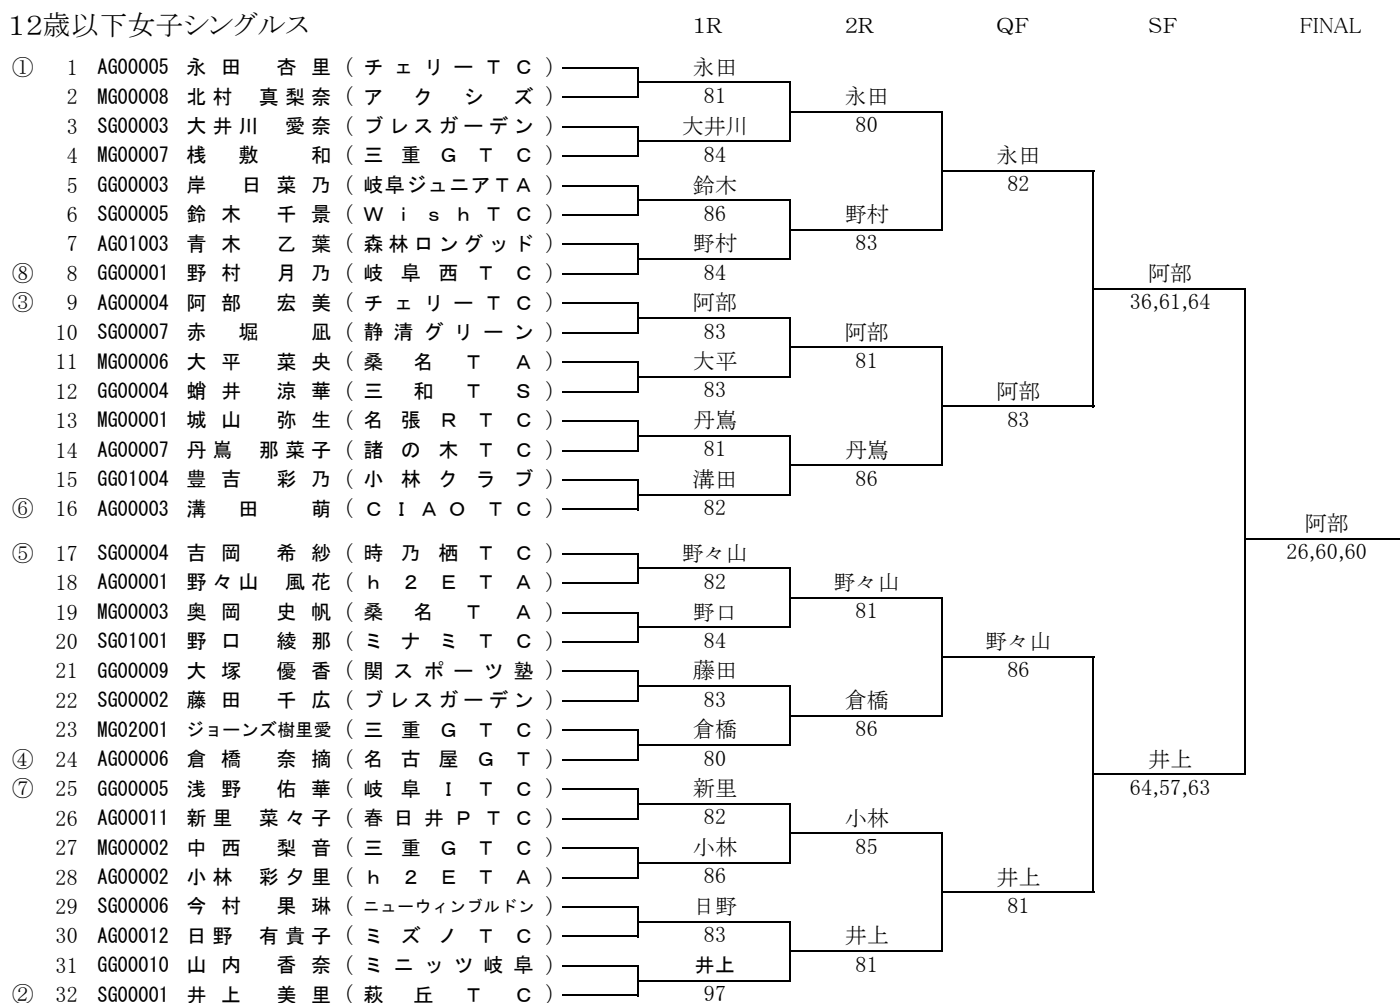 12歳以下女子シングルス 1R 2R QF SF FINAL
① 1 AG00005 永田 杏里 (チェリーTC) 永田
2 MG00008 北村 真梨奈 (アクシズ) 81 永田
3 SG00003 大井川 愛奈 (ブレスガーデン) 大井川 80
4 MG00007 桟敷 和 (三重GTC) 84 永田
5 GG00003 岸 日菜乃 (岐阜ジュニアTA) 鈴木 82
6 SG00005 鈴木 千景 (WishTC) 86 野村
7 AG01003 青木 乙葉 (森林ロングッド) 野村 83
⑧ 8 GG00001 野村 月乃 (岐阜西TC) 84 阿部
③ 9 AG00004 阿部 宏美 (チェリーTC) 阿部 36,61,64
10 SG00007 赤堀 凪 (静清グリーン) 83 阿部
11 MG00006 大平 菜央 (桑名TA) 大平 81
12 GG00004 蛸井 涼華 (三和TS) 83 阿部
13 MG00001 城山 弥生 (名張RTC) 丹嶌 83
14 AG00007 丹嶌 那菜子 (諸の木TC) 81 丹嶌
15 GG01004 豊吉 彩乃 (小林クラブ) 溝田 86
⑥ 16 AG00003 溝田 萌 (CIAOTC) 82
阿部
⑤ 17 SG00004 吉岡 希紗 (時乃栖TC) 野々山 26,60,60
18 AG00001 野々山 風花 (h2ETA) 82 野々山
19 MG00003 奥岡 史帆 (桑名TA) 野口 81
20 SG01001 野口 綾那 (ミナミTC) 84 野々山
21 GG00009 大塚 優香 (関スポーツ塾) 藤田 86
22 SG00002 藤田 千広 (ブレスガーデン) 83 倉橋
23 MG02001 ジョーンズ樹里愛 (三重GTC) 倉橋 86
④ 24 AG00006 倉橋 奈摘 (名古屋GT) 80 井上
⑦ 25 GG00005 浅野 佑華 (岐阜ITC) 新里 64,57,63
26 AG00011 新里 菜々子 (春日井PTC) 82 小林
27 MG00002 中西 梨音 (三重GTC) 小林 85
28 AG00002 小林 彩夕里 (h2ETA) 86 井上
29 SG00006 今村 果琳 (ニューウィンブルドン) 日野 81
30 AG00012 日野 有貴子 (ミズノTC) 83 井上
31 GG00010 山内 香奈 (ミニッツ岐阜) 井上 81
② 32 SG00001 井上 美里 (萩丘TC) 97